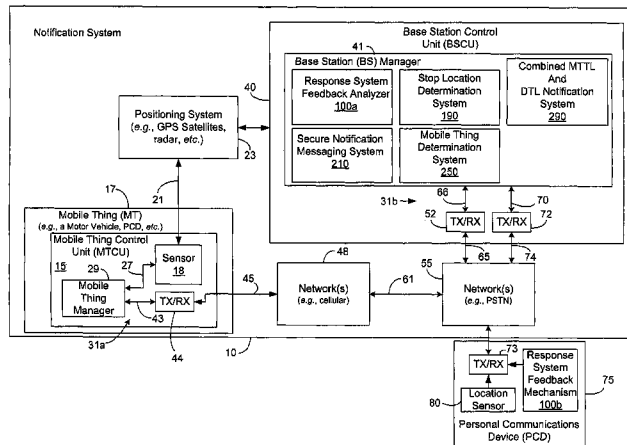 Notification System
Base Station Control
Unit (BSCU)
41
Base Station (BS) Manager
Response System
Feedback Analyzer
100a
Stop Location
Determination
System
190
Combined MTTL
And
DTL Notification
System
290
Secure Notification
Messaging System
210
Mobile Thing
Determination
System
250
40
Positioning System
(e.g., GPS Satellites,
radar, etc.)
23
21
17
66
70
31b
52
TX/RX
TX/RX
72
Mobile Thing (MT)
(e.g., a Motor Vehicle, PCD, etc.)
Mobile Thing Control
Unit (MTCU)
15
29
27
Sensor
18
Mobile
Thing
Manager
43
TX/RX
44
31a
45
48
Network(s)
(e.g., cellular)
61
55
65
74
Network(s)
(e.g., PSTN)
10
73
TX/RX
Response
System
Feedback
Mechanism
100b
75
80
Location
Sensor
Personal Communications
Device (PCD)